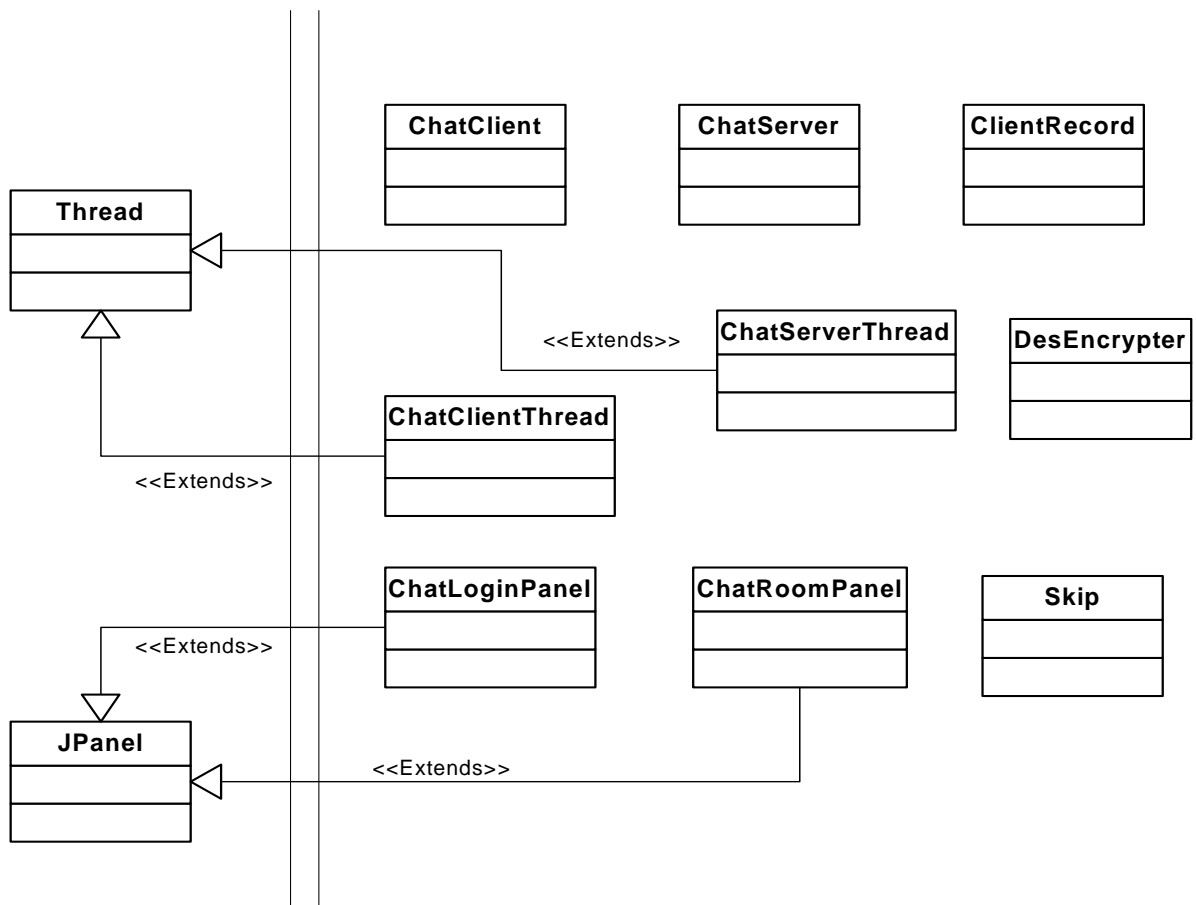 ChatClient
ChatServer
ClientRecord
Thread
<<Extends>>
ChatServerThread
DesEncrypter
ChatClientThread
<<Extends>>
ChatLoginPanel
ChatRoomPanel
Skip
<<Extends>>
JPanel
<<Extends>>